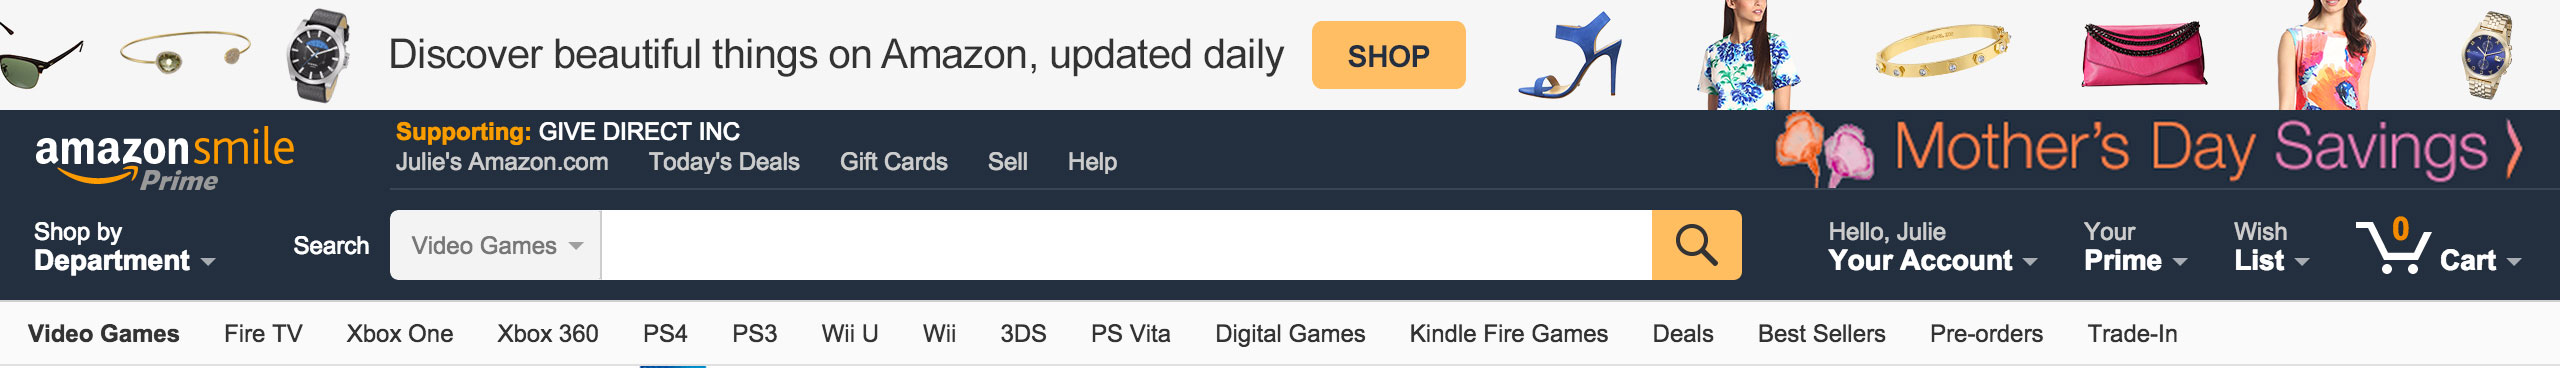 Discover beautiful things on Amazon, updated daily SHOP
amazonsmile
Prime
Supporting: GIVE DIRECT INC
Julie's Amazon.com Today's Deals Gift Cards Sell Help
Mother's Day Savings
Shop by
Department
Search Video Games
Hello, Julie
Your Account
Your
Prime
Wish
List
0
Cart
Video Games Fire TV Xbox One Xbox 360 PS4 PS3 Wii U Wii 3DS PS Vita Digital Games Kindle Fire Games Deals Best Sellers Pre-orders Trade-In